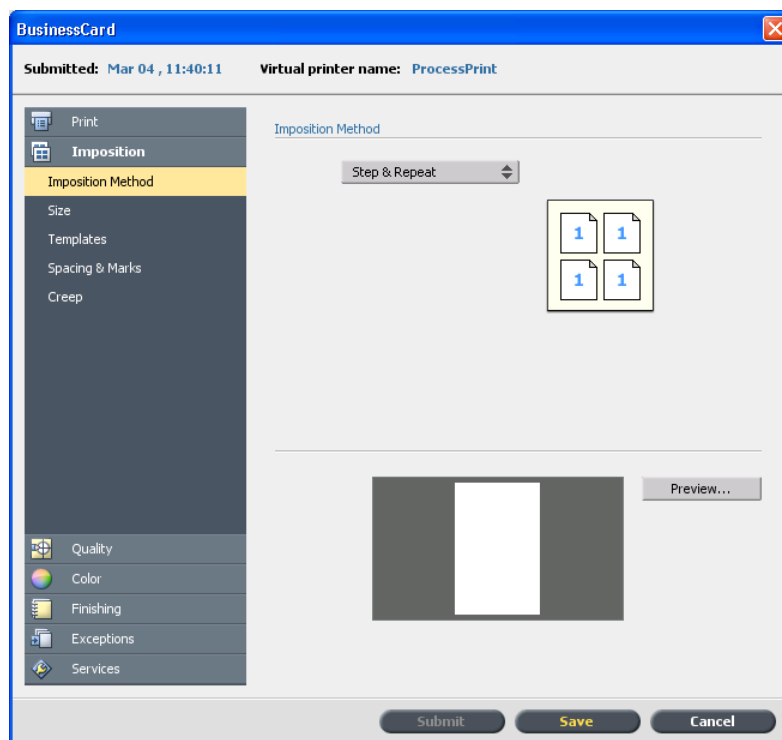 BusinessCard
Submitted: Mar 04 , 11:40:11 Virtual printer name: ProcessPrint
Print
Imposition
Imposition Method
Size
Templates
Spacing & Marks
Creep
Quality
Color
Finishing
Exceptions
Services
Imposition Method
Step & Repeat
1 1
1 1
Preview...
Submit Save Cancel